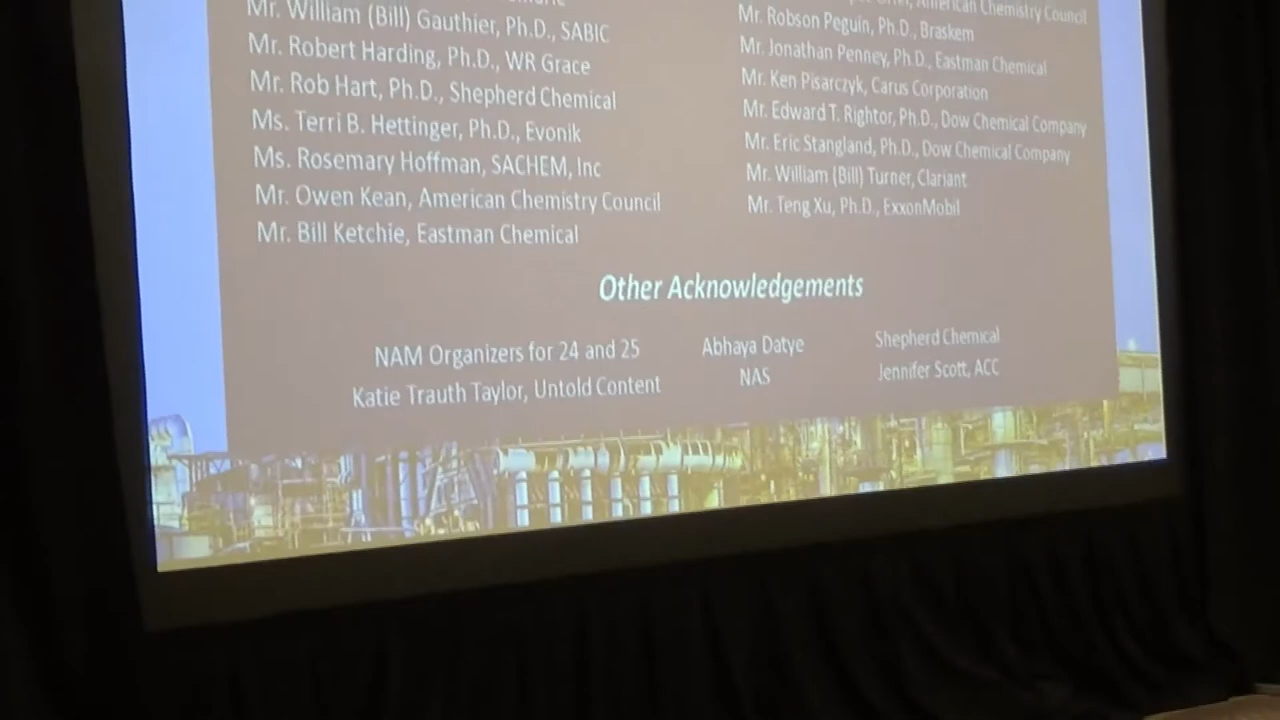 Mr. William (Bill) Gauthier, Ph.D., SABIC
Mr. Robert Harding, Ph.D., WR Grace
Mr. Rob Hart, Ph.D., Shepherd Chemical
Ms. Terri B. Hettinger, Ph.D., Evonik
Ms. Rosemary Hoffman, SACHEM, Inc
Mr. Owen Kean, American Chemistry Council
Mr. Bill Ketchie, Eastman Chemical
American Chemistry Council
Mr. Robson Peguin, Ph.D., Braskem
Mr. Jonathan Penney, Ph.D., Eastman Chemical
Mr. Ken Pisarczyk, Carus Corporation
Mr. Edward T. Rightor, Ph.D., Dow Chemical Company
Mr. Eric Stangland, Ph.D., Dow Chemical Company
Mr. William (Bill) Turner, Clariant
Mr. Teng Xu, Ph.D., ExxonMobil
Other Acknowledgements
NAM Organizers for 24 and 25
Katie Trauth Taylor, Untold Content
Abhaya Datye
NAS
Shepherd Chemical
Jennifer Scott, ACC